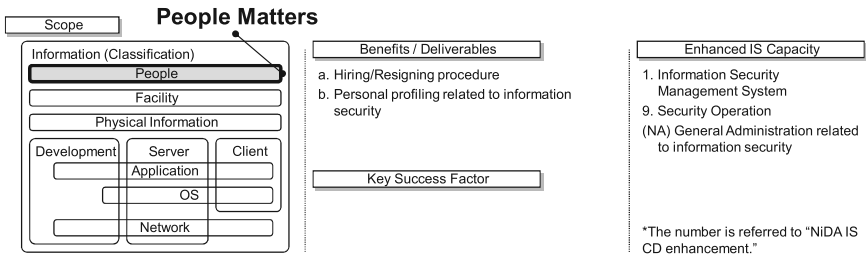 People Matters
Scope
Information (Classification)
People
Facility
Physical Information
Development
Server
Client
Application
OS
Network
Benefits / Deliverables
a. Hiring/Resigning procedure
b. Personal profiling related to information
security
Key Success Factor
Enhanced IS Capacity
1. Information Security
Management System
9. Security Operation
(NA) General Administration related
to information security
*The number is referred to “NiDA IS
CD enhancement.”